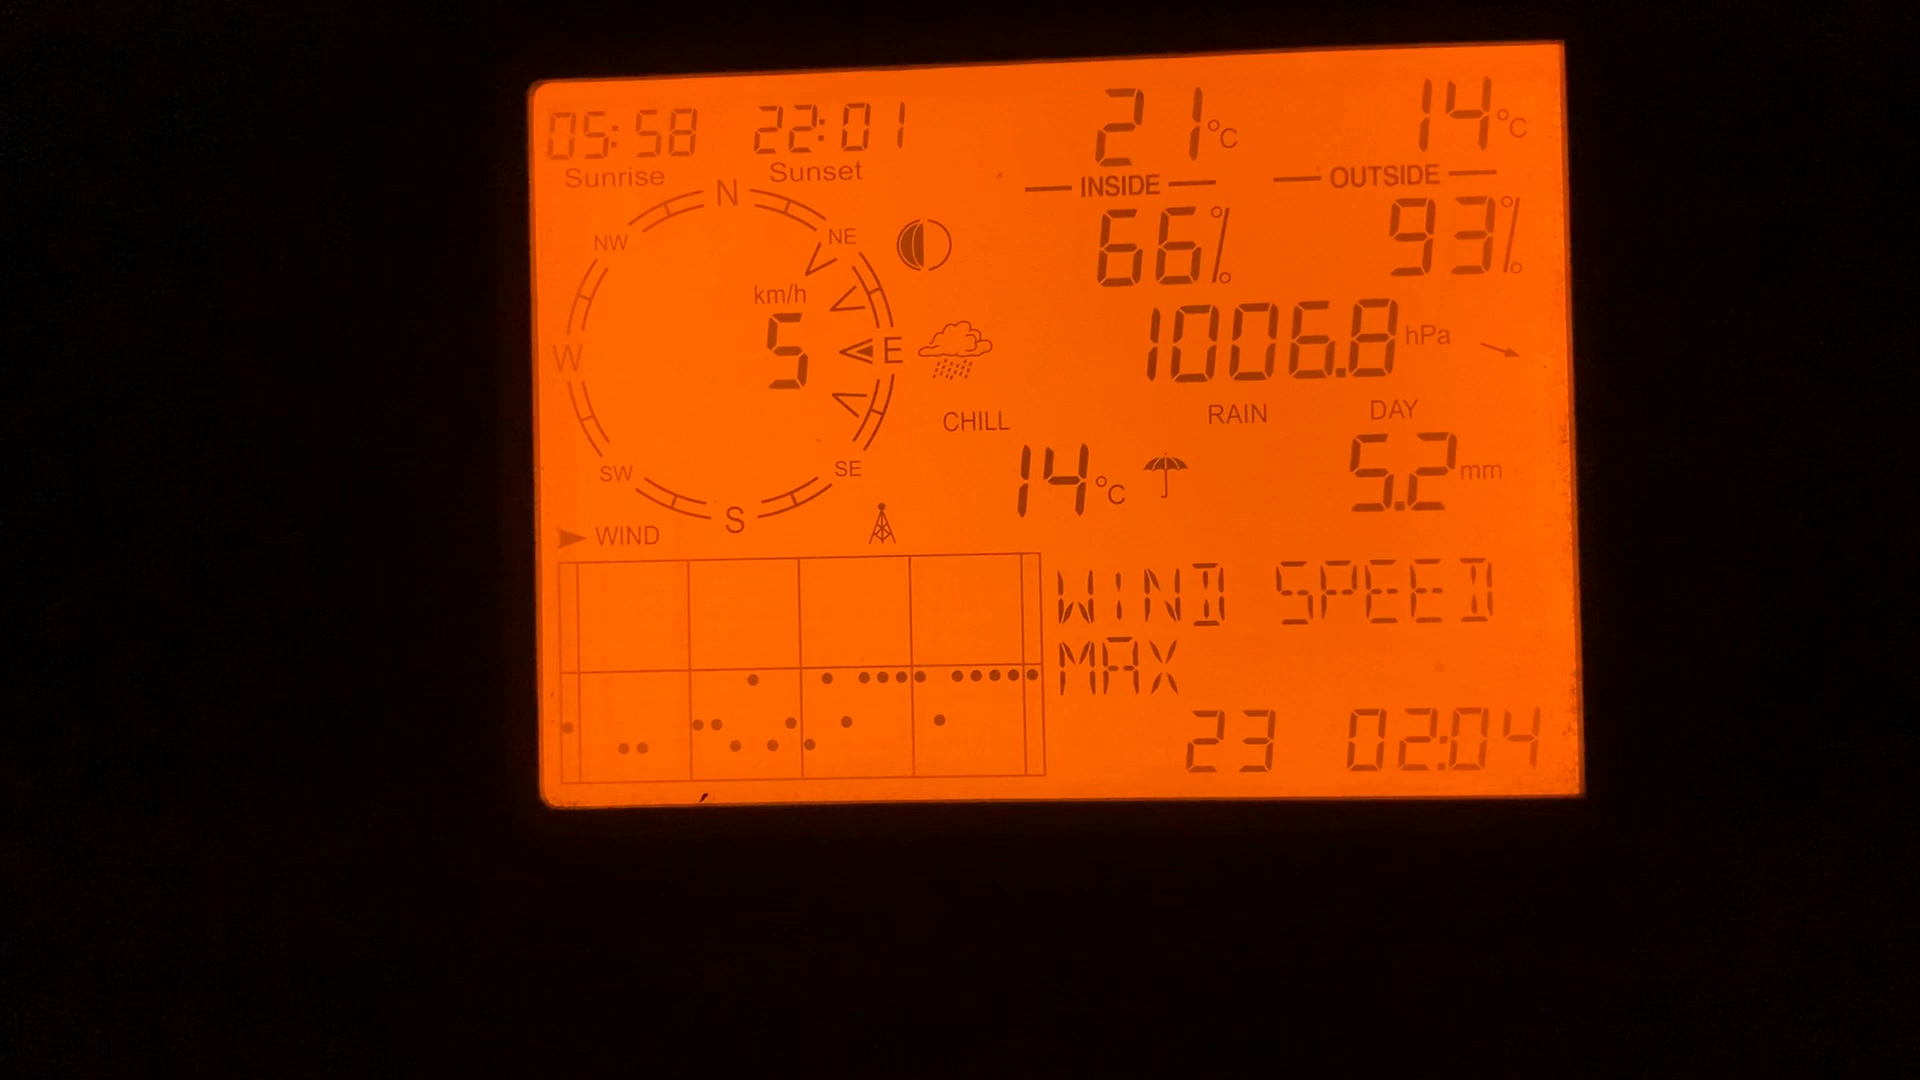 05:58 22:01 21°C 14°C
Sunrise Sunset INSIDE OUTSIDE
N
NW NE 66% 93%
km/h
5 1006.8 hPa
W E
CHILL RAIN DAY
14°C 5.2 mm
SW SE
S
WIND
WIND SPEED
MAX
23 02:04